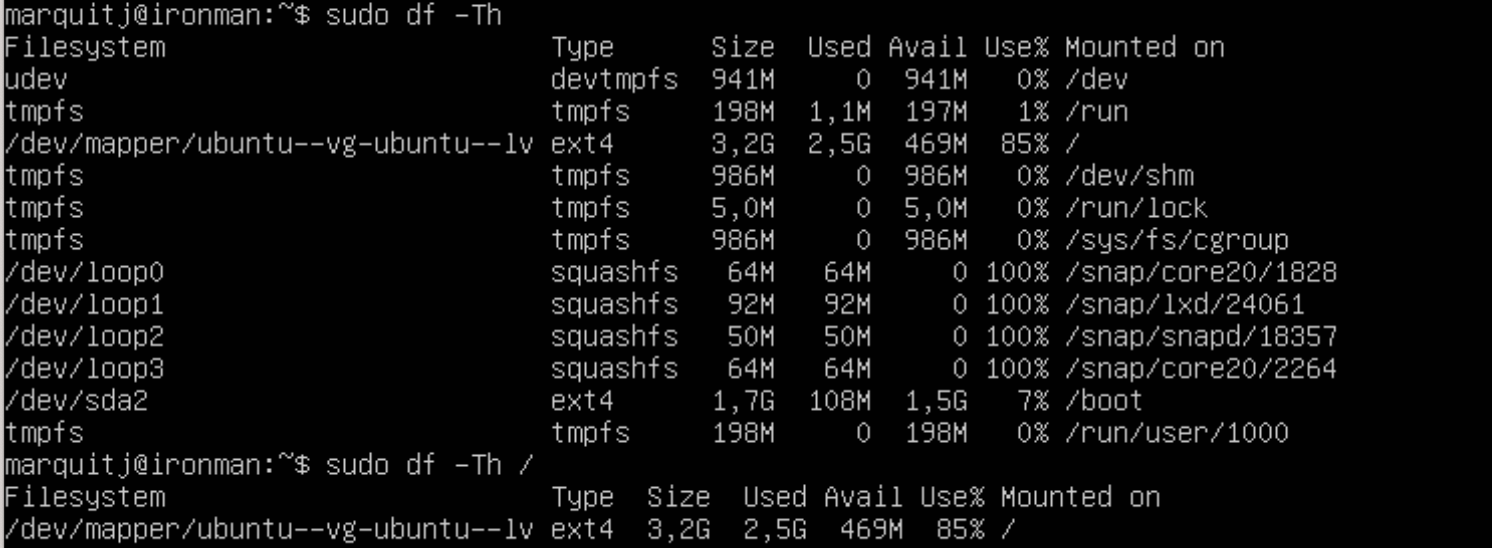 marquitj@ironman:~$ sudo df -Th
Filesystem Type Size Used Avail Use% Mounted on
udev devtmpfs 941M 0 941M 0% /dev
tmpfs tmpfs 198M 1,1M 197M 1% /run
/dev/mapper/ubuntu--vg-ubuntu--lv ext4 3,2G 2,5G 469M 85% /
tmpfs tmpfs 986M 0 986M 0% /dev/shm
tmpfs tmpfs 5,0M 0 5,0M 0% /run/lock
tmpfs tmpfs 986M 0 986M 0% /sys/fs/cgroup
/dev/loop0 squashfs 64M 64M 0 100% /snap/core20/1828
/dev/loop1 squashfs 92M 92M 0 100% /snap/lxd/24061
/dev/loop2 squashfs 50M 50M 0 100% /snap/snapd/18357
/dev/loop3 squashfs 64M 64M 0 100% /snap/core20/2264
/dev/sda2 ext4 1,7G 108M 1,5G 7% /boot
tmpfs tmpfs 198M 0 198M 0% /run/user/1000
marquitj@ironman:~$ sudo df -Th /
Filesystem Type Size Used Avail Use% Mounted on
/dev/mapper/ubuntu--vg-ubuntu--lv ext4 3,2G 2,5G 469M 85% /